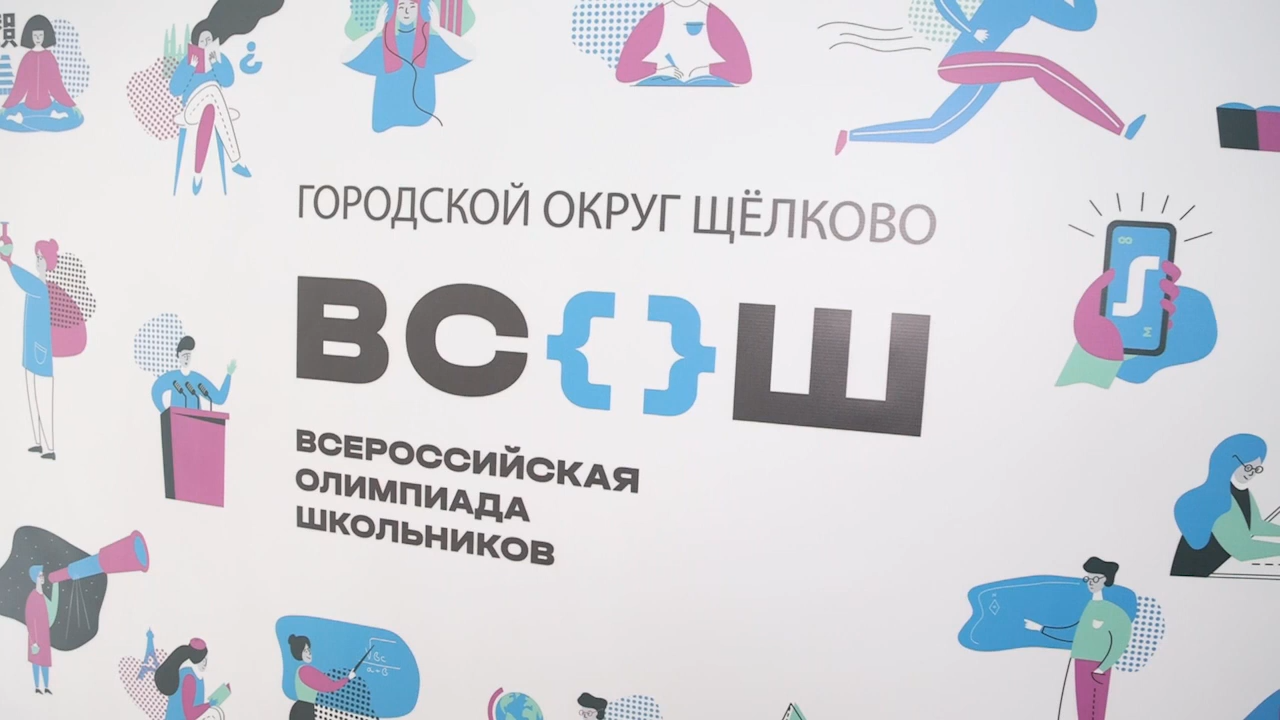 ГОРОДСКОЙ ОКРУГ ЩЁЛКОВО
ВС{}Ш
ВСЕРОССИЙСКАЯ
ОЛИМПИАДА
ШКОЛЬНИКОВ